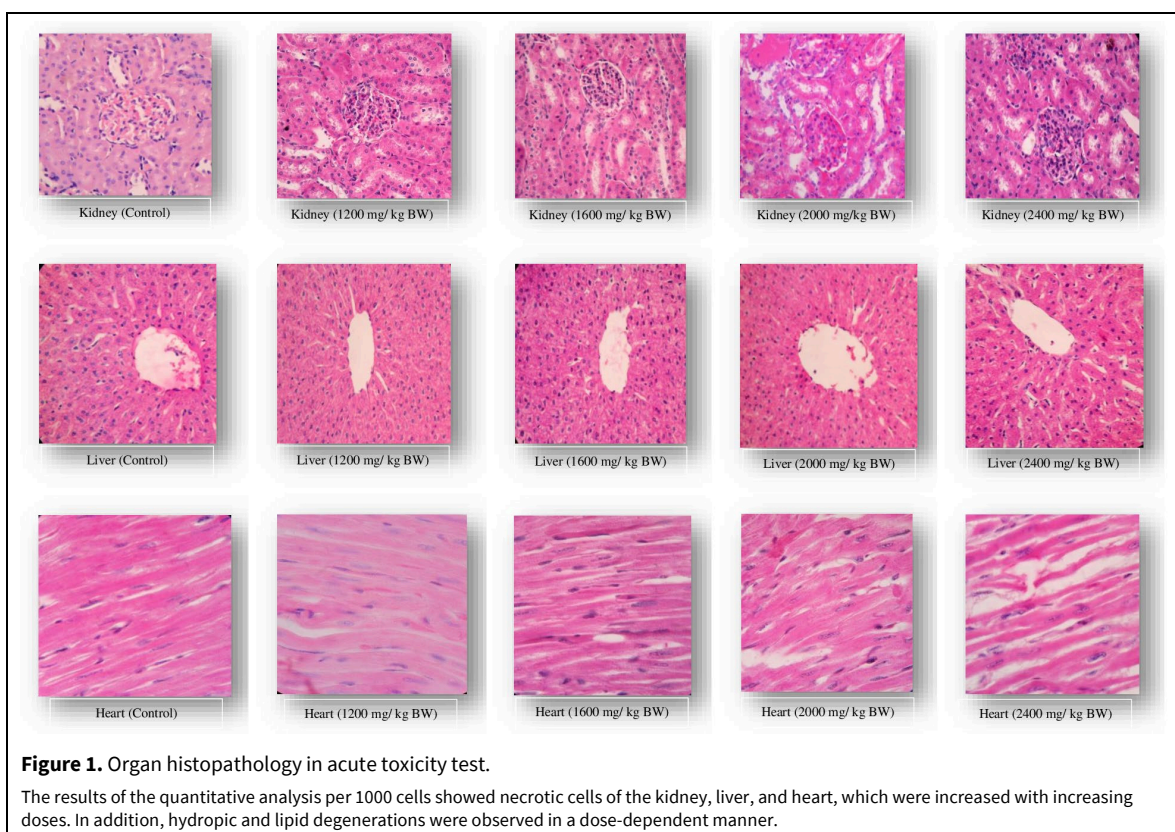 Kidney (Control)
Kidney (1200 mg/ kg BW)
Kidney (1600 mg/ kg BW)
Kidney (2000 mg/kg BW)
Kidney (2400 mg/ kg BW)
Liver (Control)
Liver (1200 mg/ kg BW)
Liver (1600 mg/ kg BW)
Liver (2000 mg/ kg BW)
Liver (2400 mg/ kg BW)
Heart (Control)
Heart (1200 mg/ kg BW)
Heart (1600 mg/ kg BW)
Heart (2000 mg/ kg BW)
Heart (2400 mg/ kg BW)
Figure 1. Organ histopathology in acute toxicity test.
The results of the quantitative analysis per 1000 cells showed necrotic cells of the kidney, liver, and heart, which were increased with increasing
doses. In addition, hydropic and lipid degenerations were observed in a dose-dependent manner.